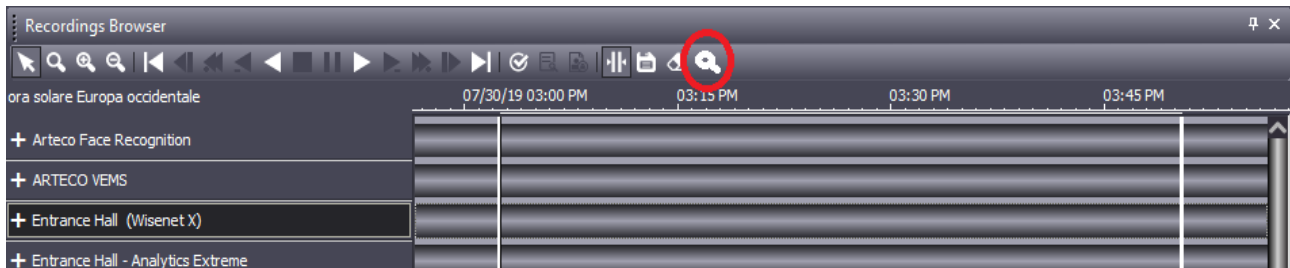 Recordings Browser
ora solare Europa occidentale
07/30/19 03:00 PM 03:15 PM 03:30 PM 03:45 PM
+ Arteco Face Recognition
+ ARTECO VEMS
+ Entrance Hall (Wisenet X)
+ Entrance Hall - Analytics Extreme